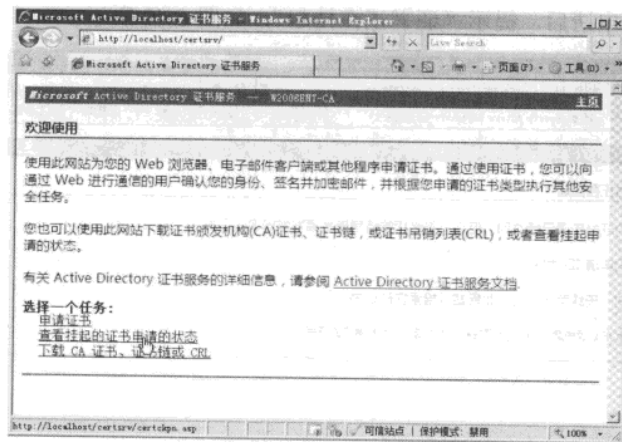 Microsoft Active Directory 证书服务 - Windows Internet Explorer
http://localhost/certsrv/
Live Search
Microsoft Active Directory 证书服务
页面(P)
工具(O)
Microsoft Active Directory 证书服务 -- W2008ENT-CA
主页
欢迎使用
使用此网站为您的 Web 浏览器、电子邮件客户端或其他程序申请证书。通过使用证书，您可以向
通过 Web 进行通信的用户确认您的身份、签名并加密邮件，并根据您申请的证书类型执行其他安
全任务。
您也可以使用此网站下载证书颁发机构(CA)证书、证书链，或证书吊销列表(CRL)，或者查看挂起申
请的状态。
有关 Active Directory 证书服务的详细信息，请参阅 Active Directory 证书服务文档.
选择一个任务：
申请证书
查看挂起的证书申请的状态
下载 CA 证书、证书链或 CRL
http://localhost/certsrv/certckpn.asp
可信站点 | 保护模式: 禁用
100%